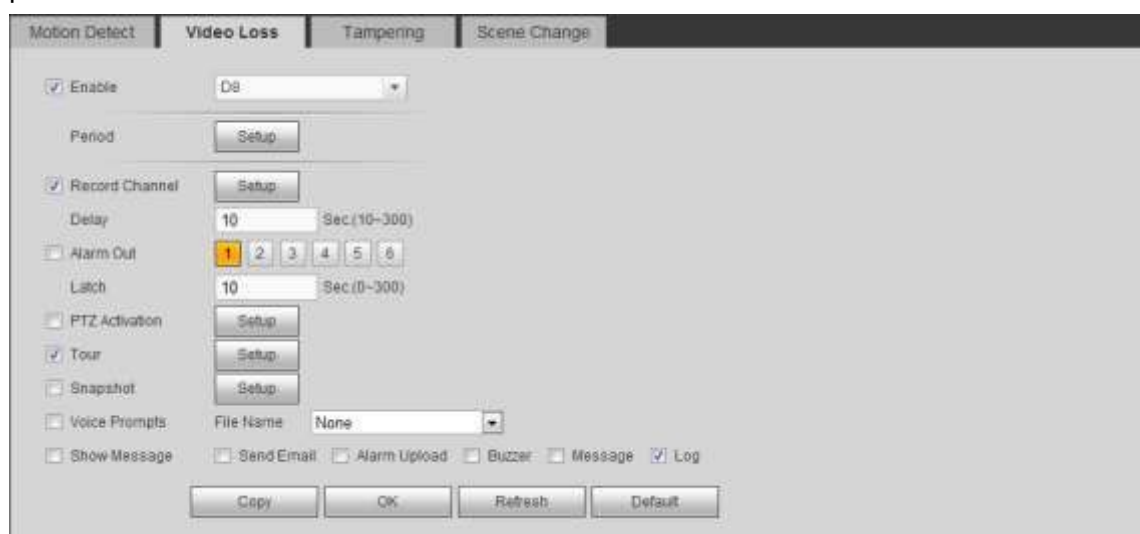 Motion Detect Video Loss Tampering Scene Change
Enable D8
Period Setup
Record Channel Setup
Delay 10 Sec.(10~300)
Alarm Out 1 2 3 4 5 6
Latch 10 Sec.(0~300)
PTZ Activation Setup
Tour Setup
Snapshot Setup
Voice Prompts File Name None
Show Message Send Email Alarm Upload Buzzer Message Log
Copy OK Refresh Default